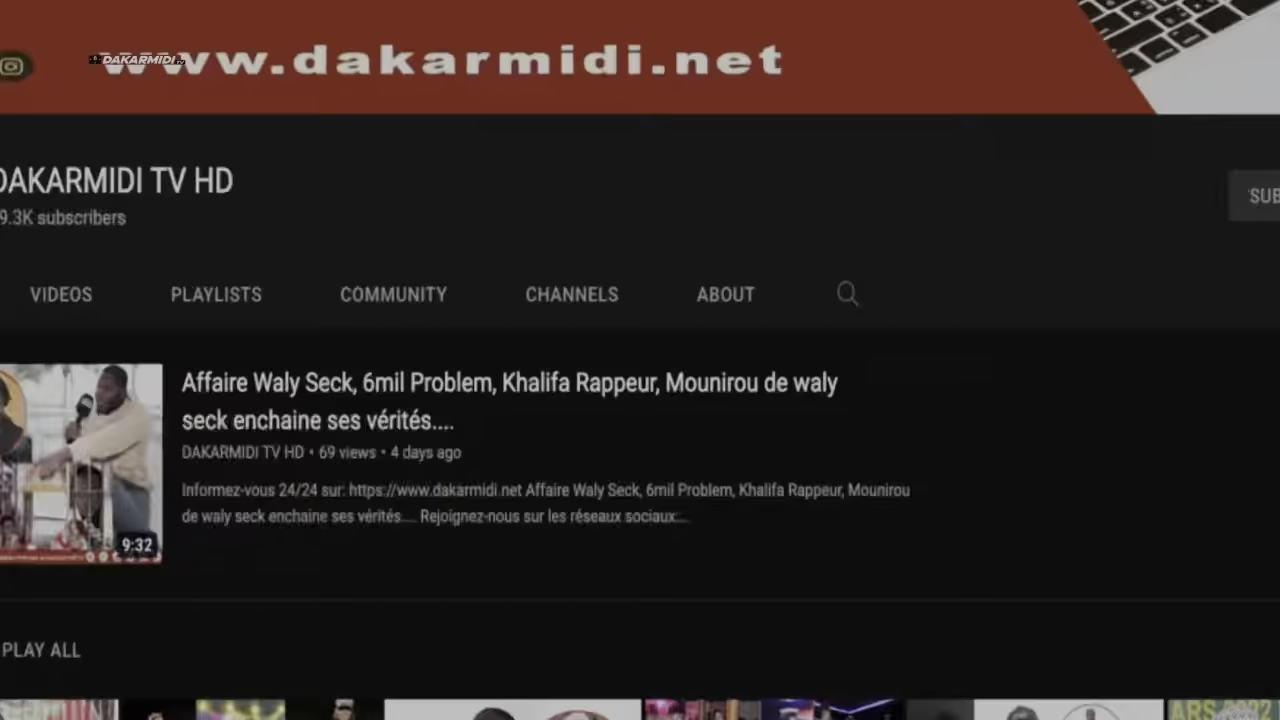 www.dakarmidi.net
DAKARMIDI TV
DAKARMIDI TV HD
9.3K subscribers
SUB
VIDEOS PLAYLISTS COMMUNITY CHANNELS ABOUT
Affaire Waly Seck, 6mil Problem, Khalifa Rappeur, Mounirou de waly
seck enchaine ses vérités....
DAKARMIDI TV HD • 69 views • 4 days ago
Informez-vous 24/24 sur: https://www.dakarmidi.net Affaire Waly Seck, 6mil Problem, Khalifa Rappeur, Mounirou
de waly seck enchaine ses vérités.... Rejoignez-nous sur les réseaux sociaux:...
9:32
PLAY ALL
ARS 2022